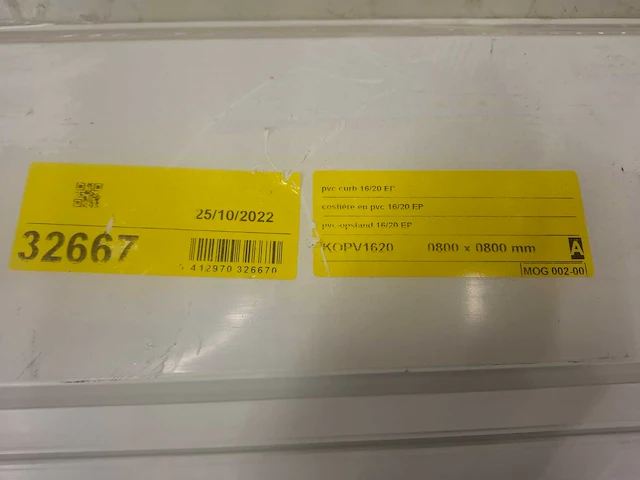 25/10/2022
32667
412970 326670
pvc curb 16/20 EP
costière en pvc 16/20 EP
pvc opstand 16/20 EP
KOPV1620 0800 x 0800 mm A
MOG 002-00